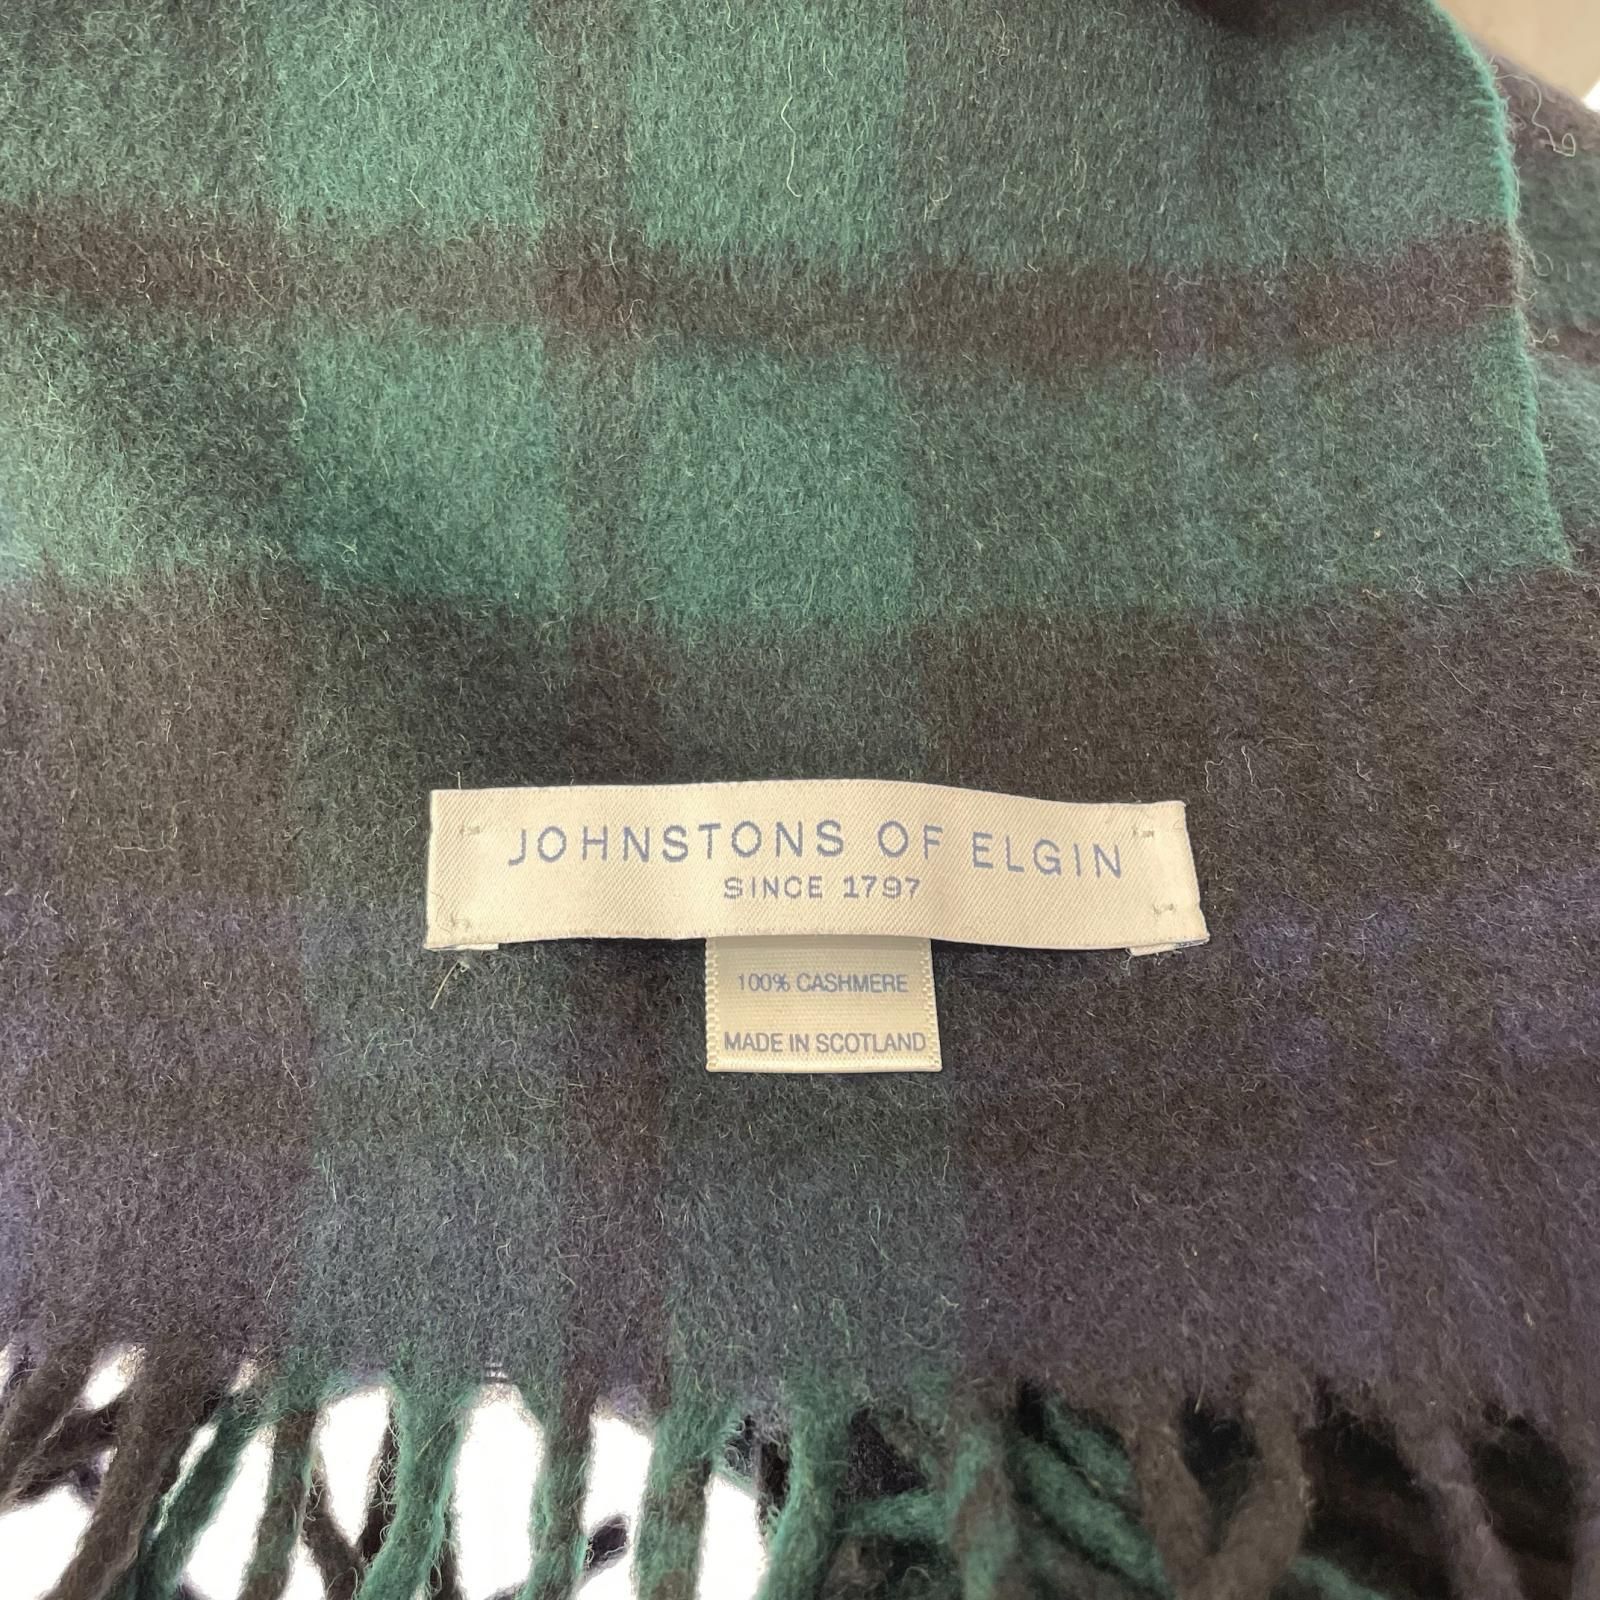 JOHNSTONS OF ELGIN
SINCE 1797
100% CASHMERE
MADE IN SCOTLAND